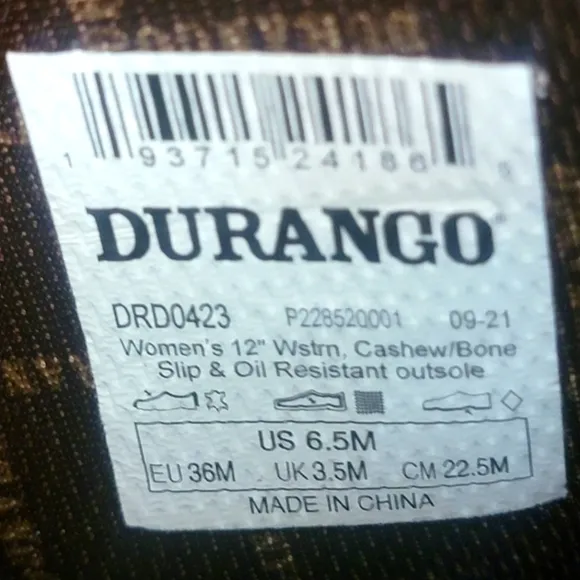 1 93715 24186 5
DURANGO®
DRD0423 P228520001 09-21
Women's 12" Wstrn, Cashew/Bone
Slip & Oil Resistant outsole
US 6.5M
EU 36M UK 3.5M CM 22.5M
MADE IN CHINA